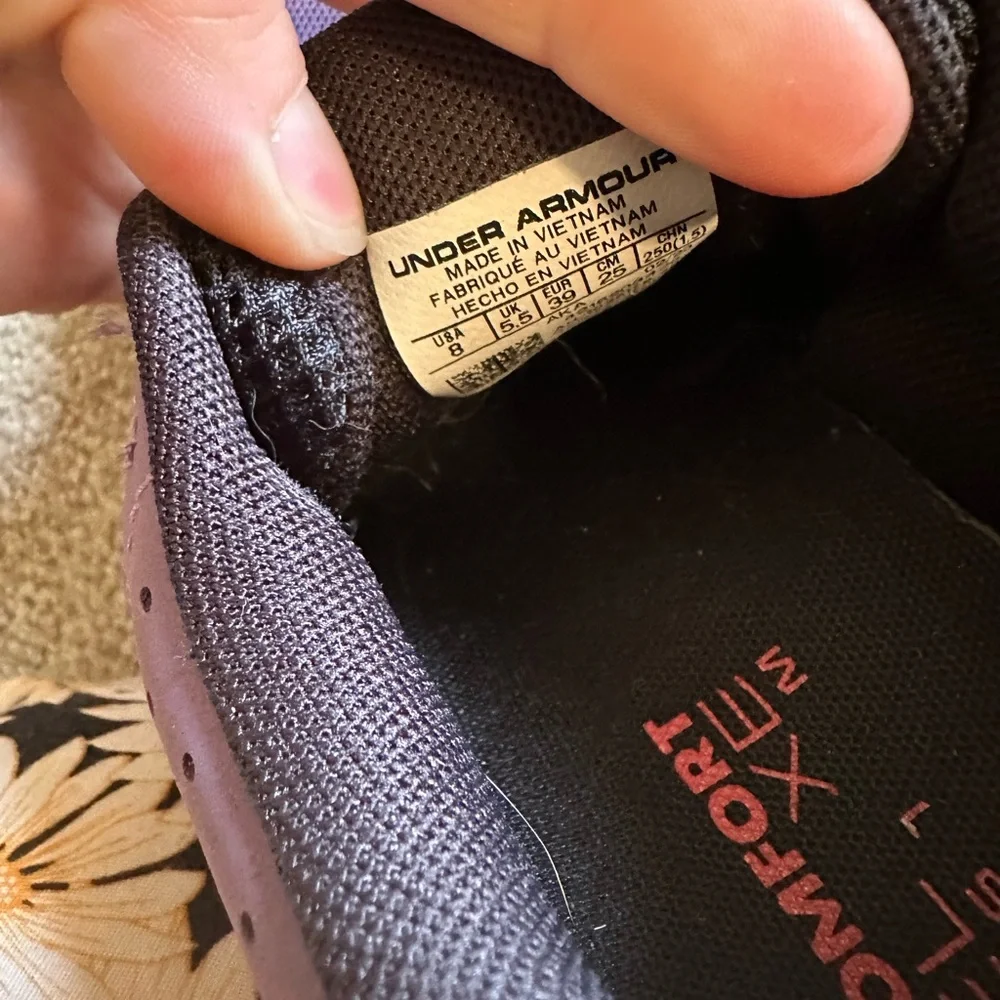 UNDER ARMOUR
MADE IN VIETNAM
FABRIQUÉ AU VIETNAM
HECHO EN VIETNAM
USA UK EUR CM CHN
8 5.5 39 25 250(1.5)
AKA
COMFORT